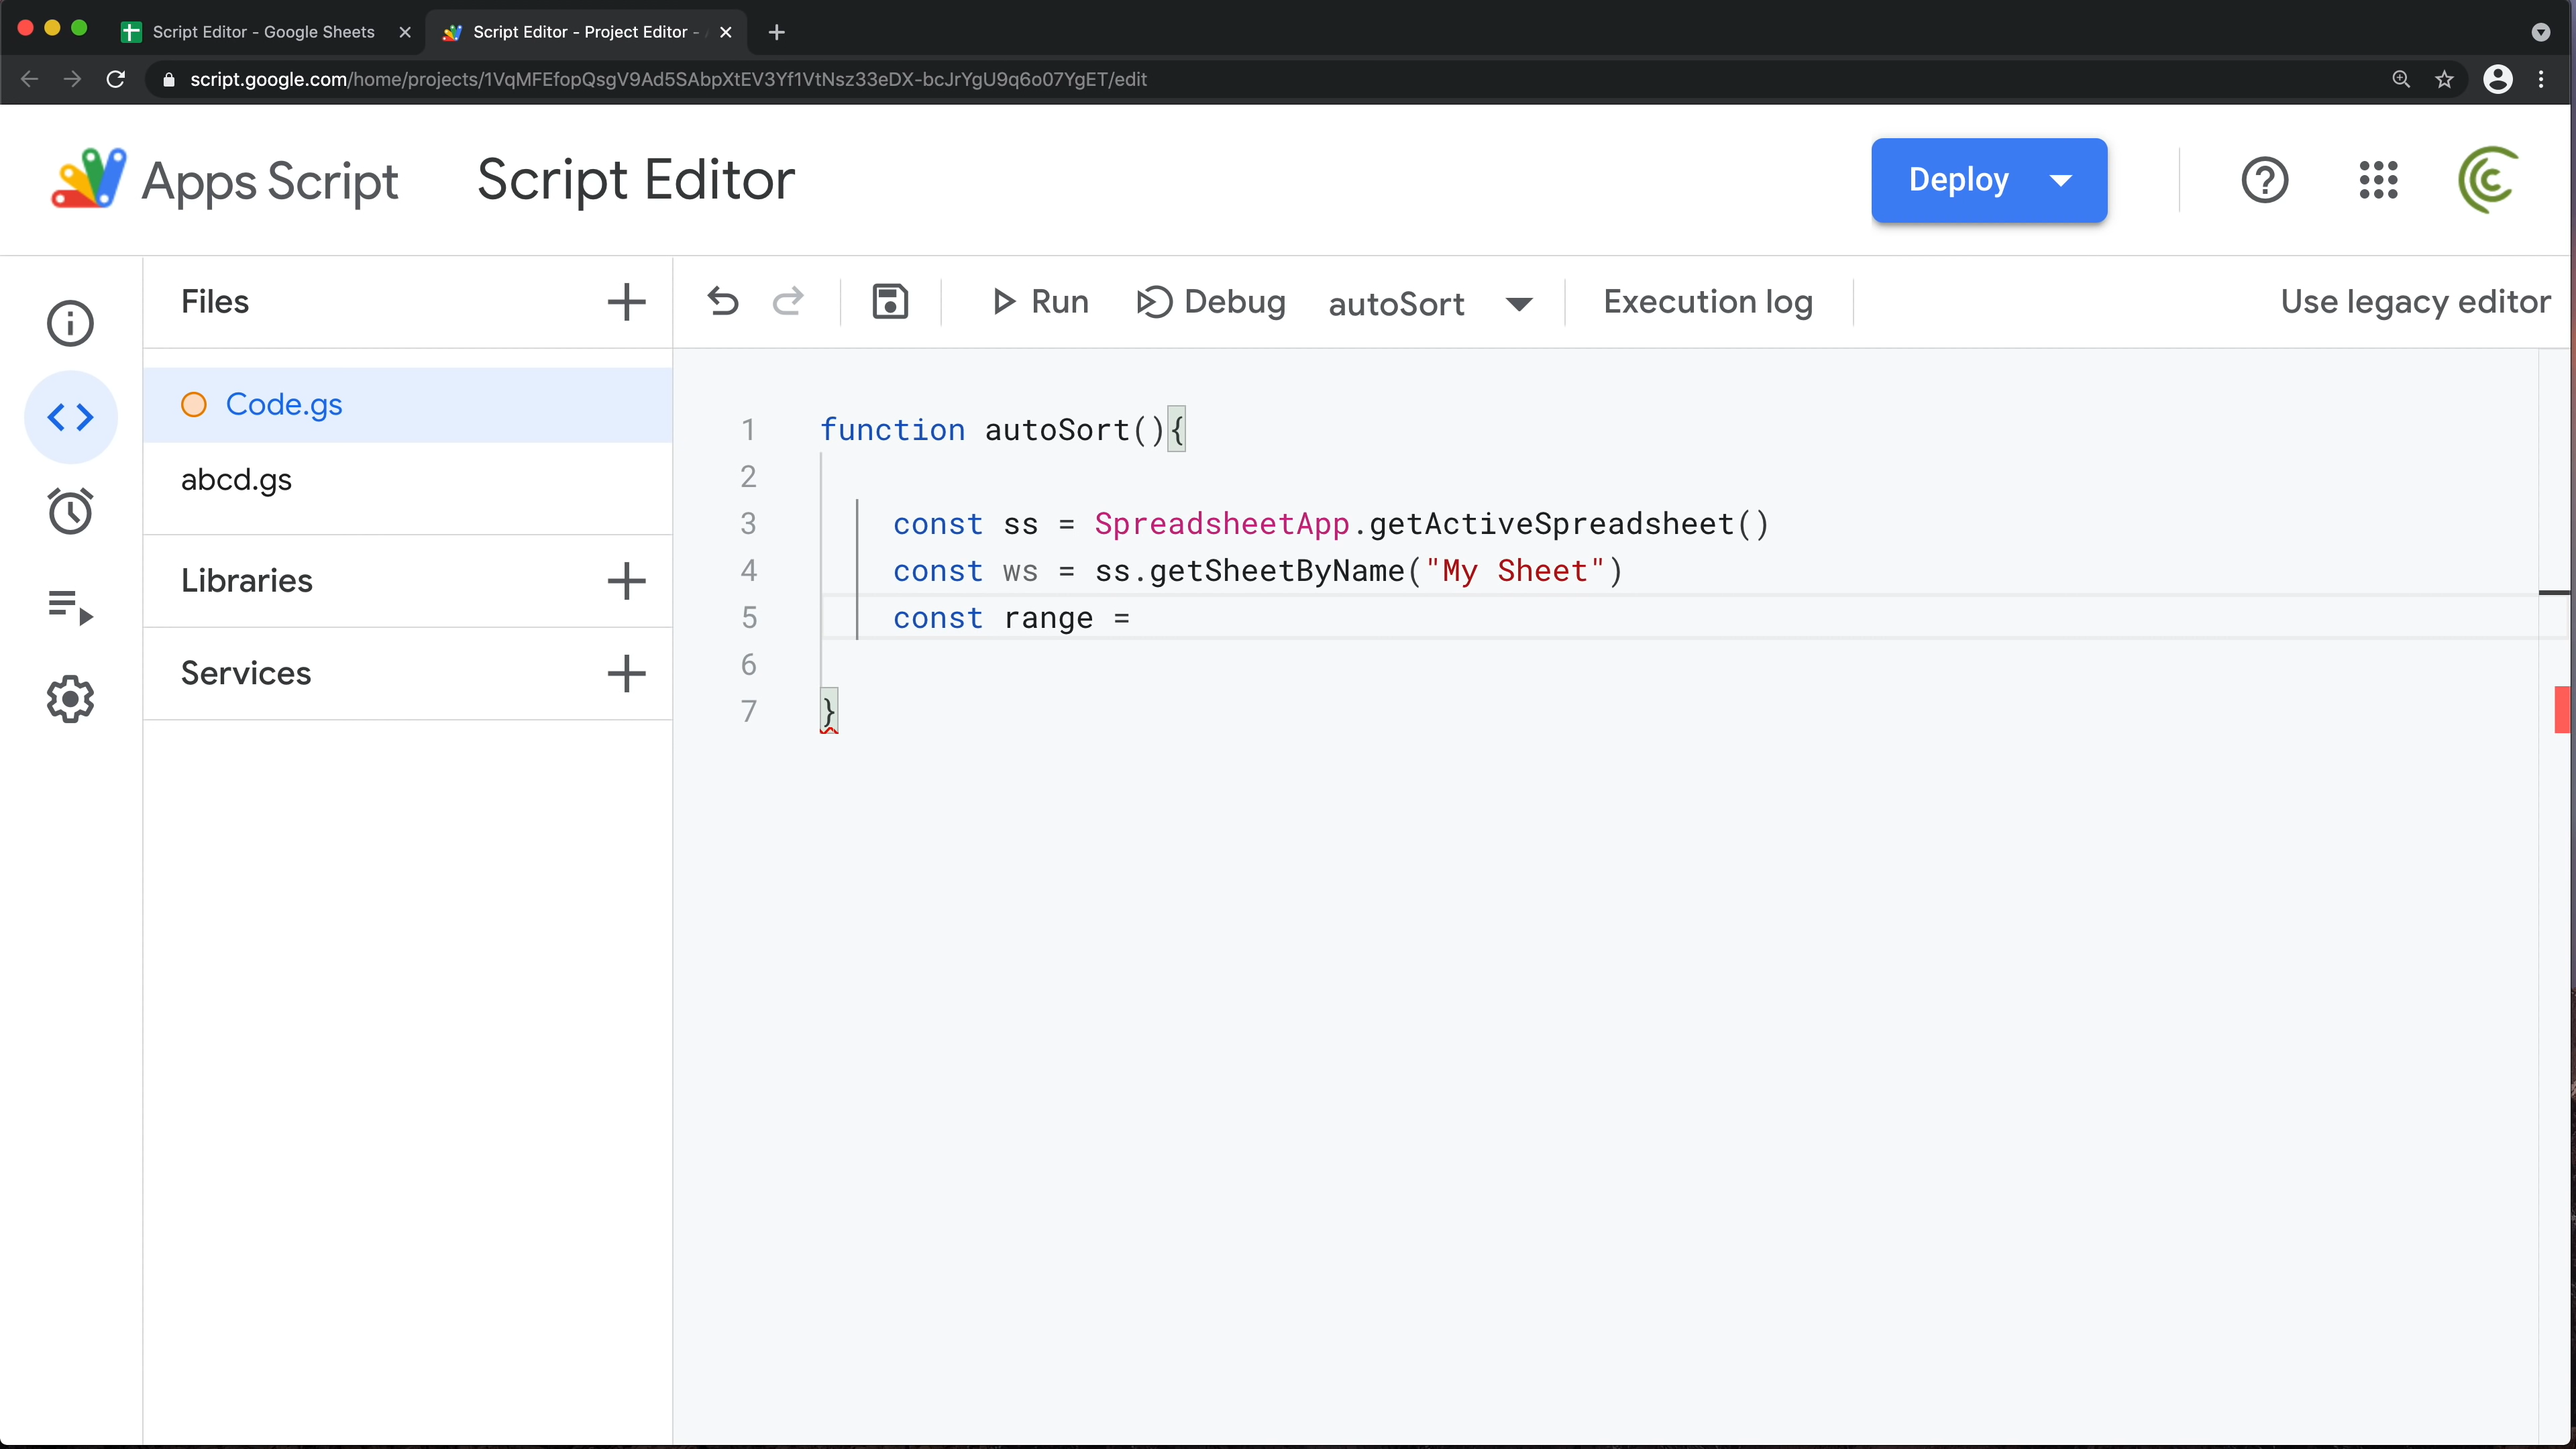 Script Editor - Google Sheets
Script Editor - Project Editor -
script.google.com/home/projects/1VqMFEfopQsgV9Ad5SAbpXtEV3Yf1VtNsz33eDX-bcJrYgU9q6o07YgET/edit
Apps Script
Script Editor
Deploy
Files
Run
Debug
autoSort
Execution log
Use legacy editor
Code.gs
abcd.gs
Libraries
Services
1 function autoSort(){
2
3 const ss = SpreadsheetApp.getActiveSpreadsheet()
4 const ws = ss.getSheetByName("My Sheet")
5 const range =
6
7 }